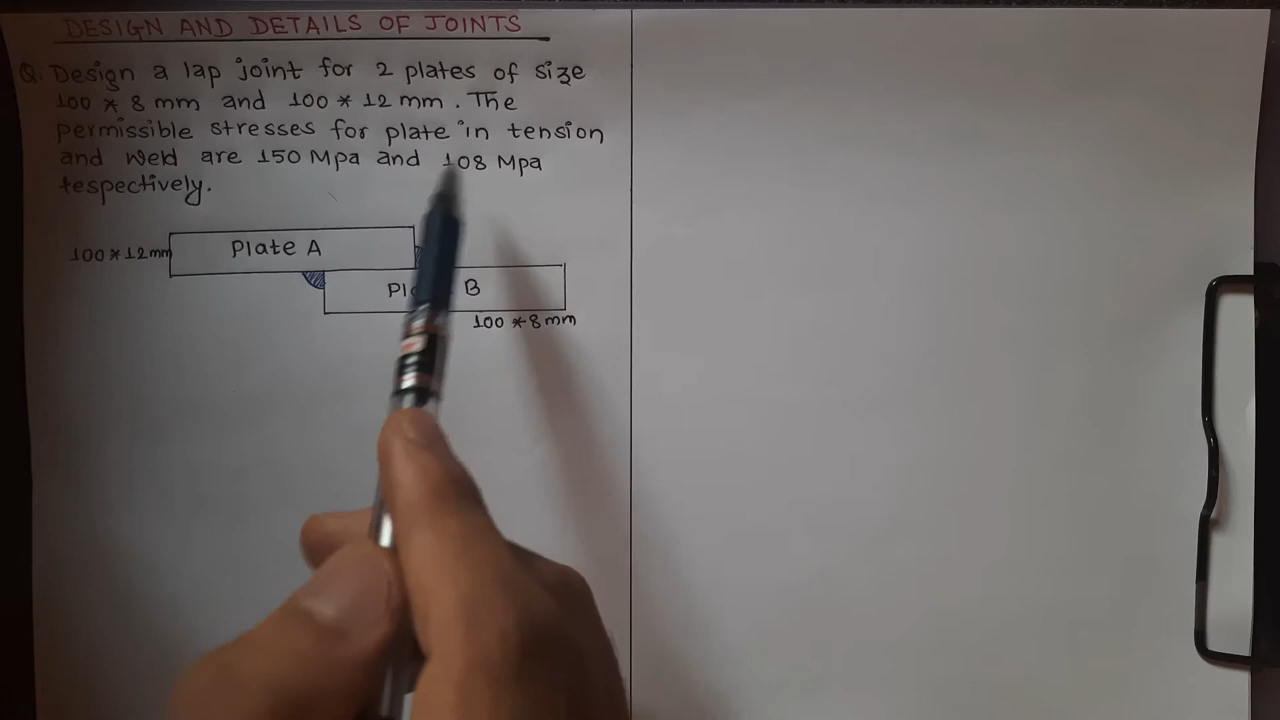 DESIGN AND DETAILS OF JOINTS
Q. Design a lap joint for 2 plates of size
100 * 8 mm and 100 * 12 mm. The
permissible stresses for plate in tension
and weld are 150 Mpa and 108 Mpa
tespectively.
100 * 12 mm
Plate A
B
100 * 8 mm